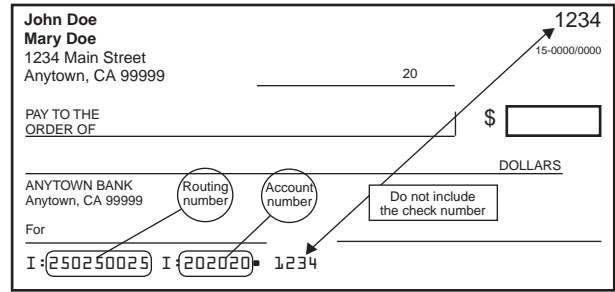 John Doe
1234
Mary Doe
1234 Main Street
15-0000/0000
Anytown, CA 99999
20
PAY TO THE
ORDER OF
$
DOLLARS
ANYTOWN BANK
Anytown, CA 99999
Routing
number
Account
number
Do not include
the check number
For
I:250250025 I:202020 1234